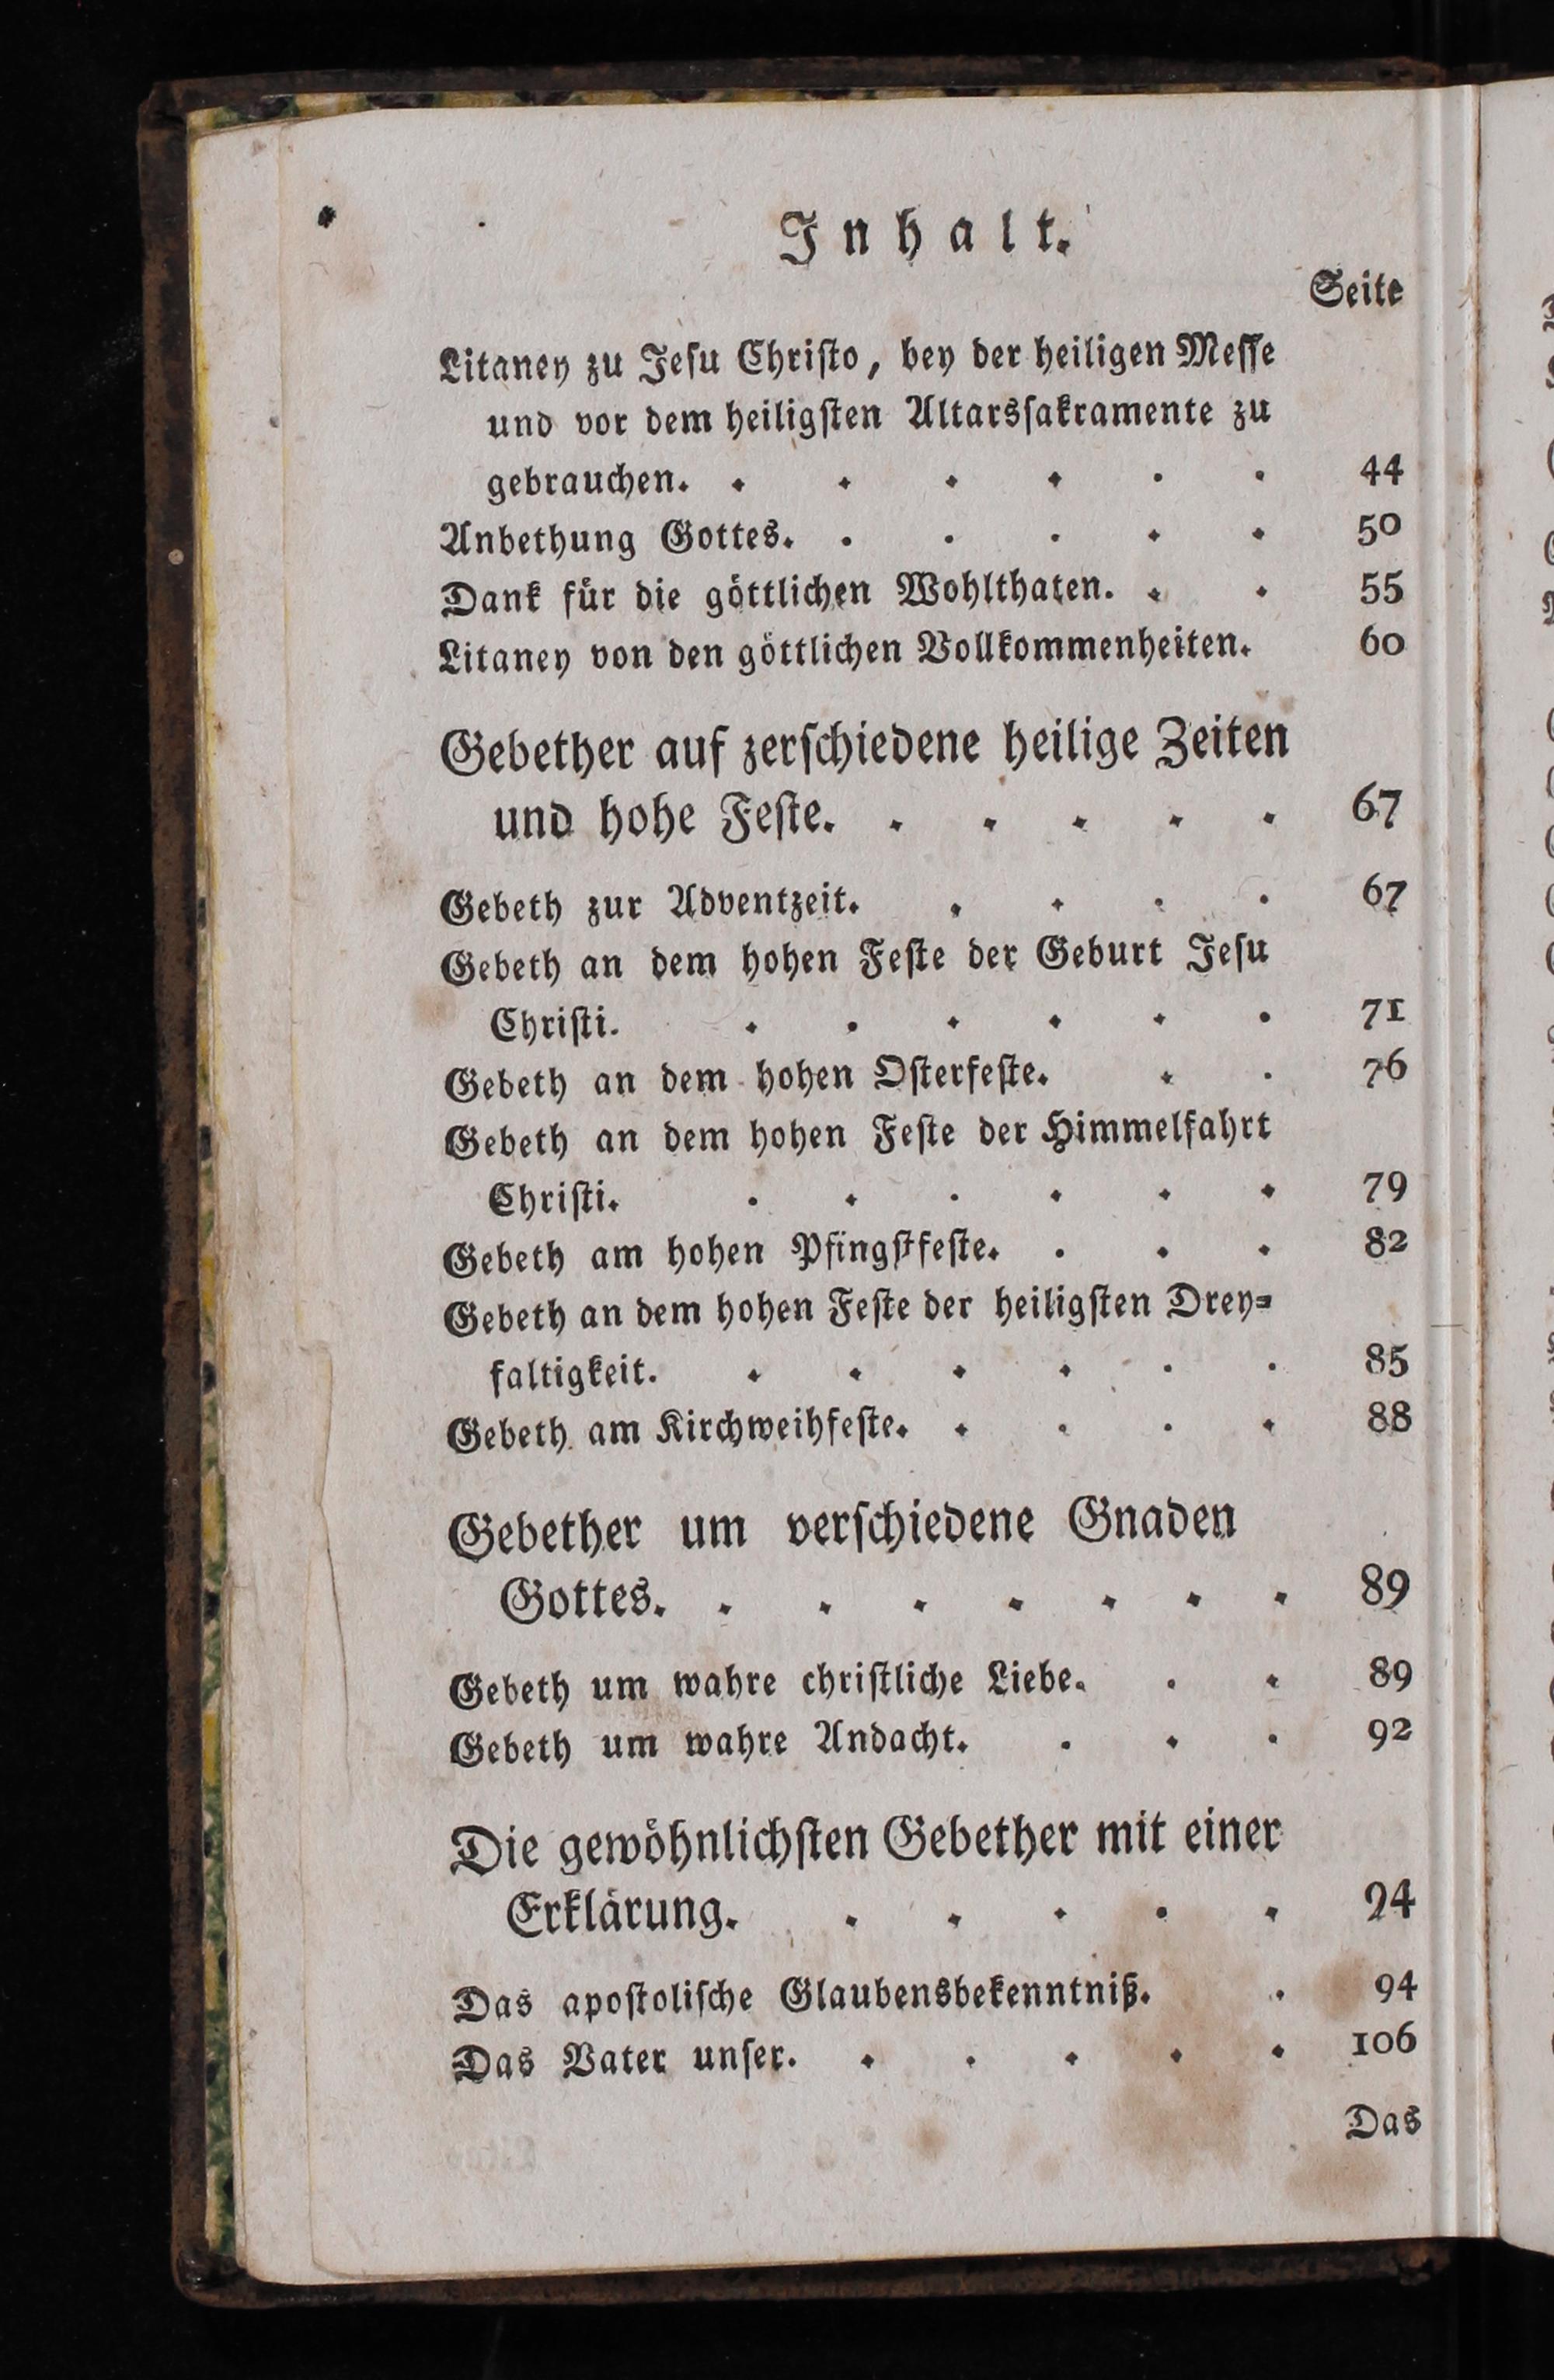 Inhalt.
Seite
Litaney zu Jeſu Chriſto, bey der heiligen Meſſe
und vor dem heiligſten Altarsſakramente zu
gebrauchen. . . . . . . 44
Anbethung Gottes. . . . . . 50
Dank für die göttlichen Wohlthaten. . . 55
Litaney von den göttlichen Vollkommenheiten. 60
Gebether auf zerſchiedene heilige Zeiten
und hohe Feſte. . . . . . 67
Gebeth zur Adventzeit. . . . . 67
Gebeth an dem hohen Feſte der Geburt Jeſu
Chriſti. . . . . . . 71
Gebeth an dem hohen Oſterfeſte. . . 76
Gebeth an dem hohen Feſte der Himmelfahrt
Chriſti. . . . . . . 79
Gebeth am hohen Pfingſtfeſte. . . . 82
Gebeth an dem hohen Feſte der heiligſten Drey⸗
faltigkeit. . . . . . . 85
Gebeth am Kirchweihfeſte. . . . . 88
Gebether um verſchiedene Gnaden
Gottes. . . . . . . . 89
Gebeth um wahre chriſtliche Liebe. . . 89
Gebeth um wahre Andacht. . . . 92
Die gewöhnlichſten Gebether mit einer
Erklärung. . . . . . 94
Das apoſtoliſche Glaubensbekenntniß. . 94
Das Vater unſer. . . . . . 106
Das